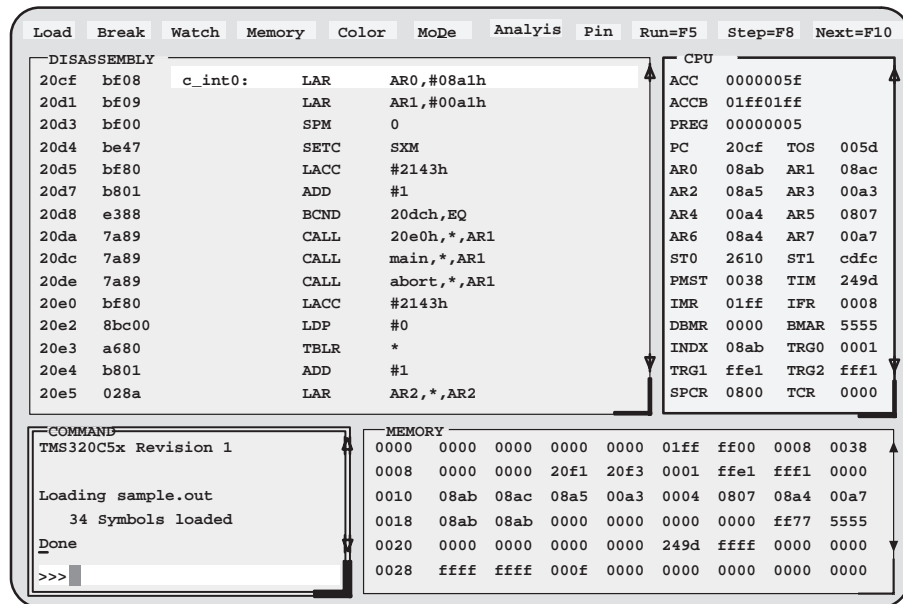 Load Break Watch Memory Color MoDe Analyis Pin Run=F5 Step=F8 Next=F10
DISASSEMBLY
20cf bf08 c_int0: LAR AR0,#08a1h
20d1 bf09 LAR AR1,#00a1h
20d3 bf00 SPM 0
20d4 be47 SETC SXM
20d5 bf80 LACC #2143h
20d7 b801 ADD #1
20d8 e388 BCND 20dch,EQ
20da 7a89 CALL 20e0h,*,AR1
20dc 7a89 CALL main,*,AR1
20de 7a89 CALL abort,*,AR1
20e0 bf80 LACC #2143h
20e2 8bc00 LDP #0
20e3 a680 TBLR *
20e4 b801 ADD #1
20e5 028a LAR AR2,*,AR2
CPU
ACC 0000005f
ACCB 01ff01ff
PREG 00000005
PC 20cf TOS 005d
AR0 08ab AR1 08ac
AR2 08a5 AR3 00a3
AR4 00a4 AR5 0807
AR6 08a4 AR7 00a7
ST0 2610 ST1 cdfc
PMST 0038 TIM 249d
IMR 01ff IFR 0008
DBMR 0000 BMAR 5555
INDX 08ab TRG0 0001
TRG1 ffe1 TRG2 fff1
SPCR 0800 TCR 0000
COMMAND
TMS320C5x Revision 1
Loading sample.out
34 Symbols loaded
Done
>>>
MEMORY
0000 0000 0000 0000 0000 01ff ff00 0008 0038
0008 0000 0000 20f1 20f3 0001 ffe1 fff1 0000
0010 08ab 08ac 08a5 00a3 0004 0807 08a4 00a7
0018 08ab 08ab 0000 0000 0000 0000 ff77 5555
0020 0000 0000 0000 0000 249d ffff 0000 0000
0028 ffff ffff 000f 0000 0000 0000 0000 0000